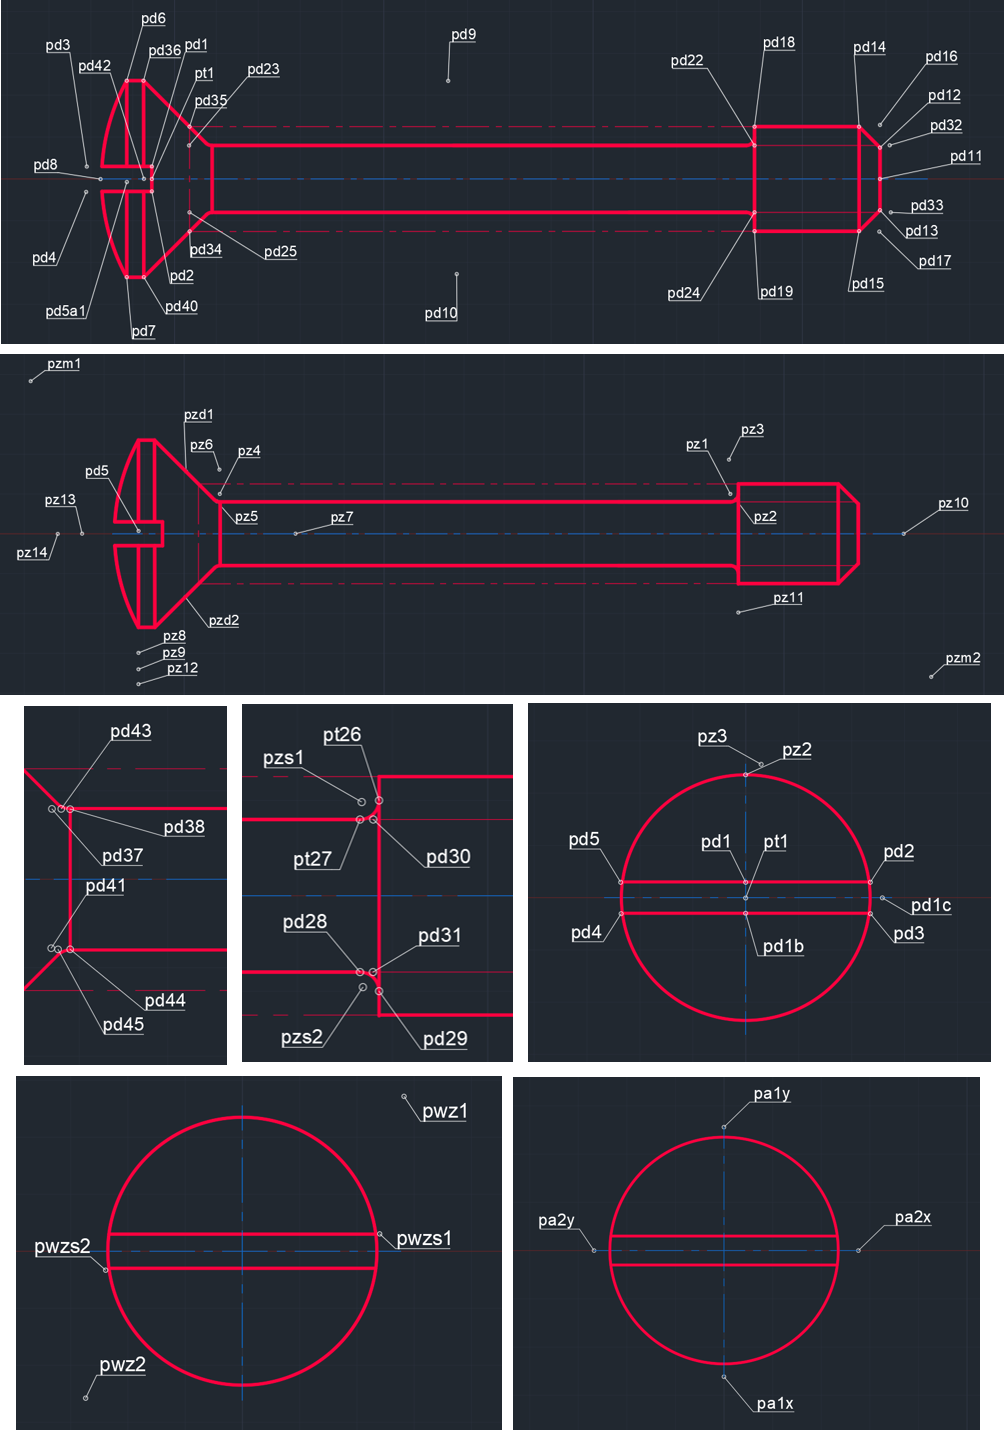 pd6
pd3
pd36
pd1
pd42
pt1
pd23
pd35
pd9
pd22
pd18
pd14
pd16
pd12
pd32
pd8
pd11
pd33
pd4
pd34
pd25
pd13
pd17
pd2
pd5a1
pd40
pd7
pd10
pd24
pd19
pd15
pzm1
pzd1
pz6
pz4
pz1
pz3
pd5
pz13
pz5
pz7
pz2
pz10
pz14
pz11
pzd2
pz8
pz9
pz12
pzm2
pd43
pd38
pd37
pd41
pd44
pd45
pt26
pzs1
pt27
pd30
pd28
pd31
pzs2
pd29
pz3
pz2
pd5
pd1
pt1
pd2
pd1c
pd4
pd1b
pd3
pwz1
pwzs2
pwzs1
pwz2
pa1y
pa2y
pa2x
pa1x